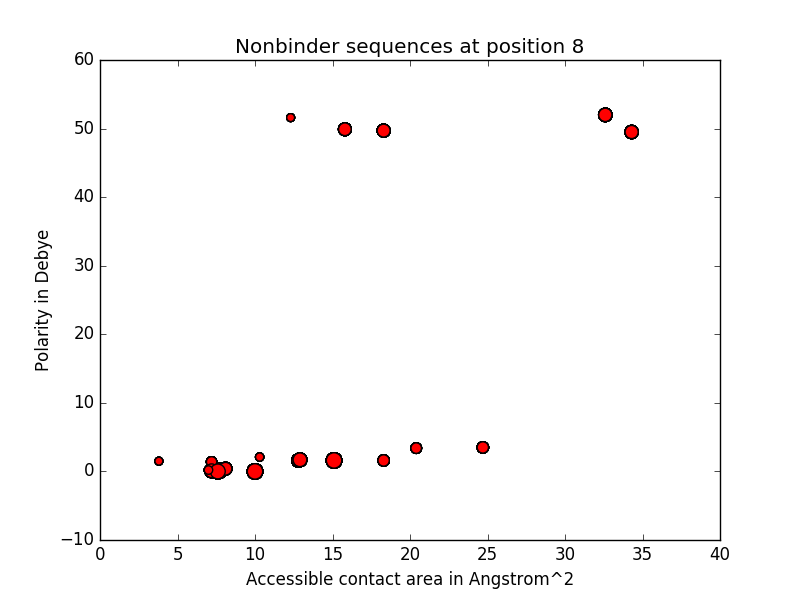 Nonbinder sequences at position 8
60
50
40
30
20
10
0
−10
Polarity in Debye
0 5 10 15 20 25 30 35 40
Accessible contact area in Angstrom^2